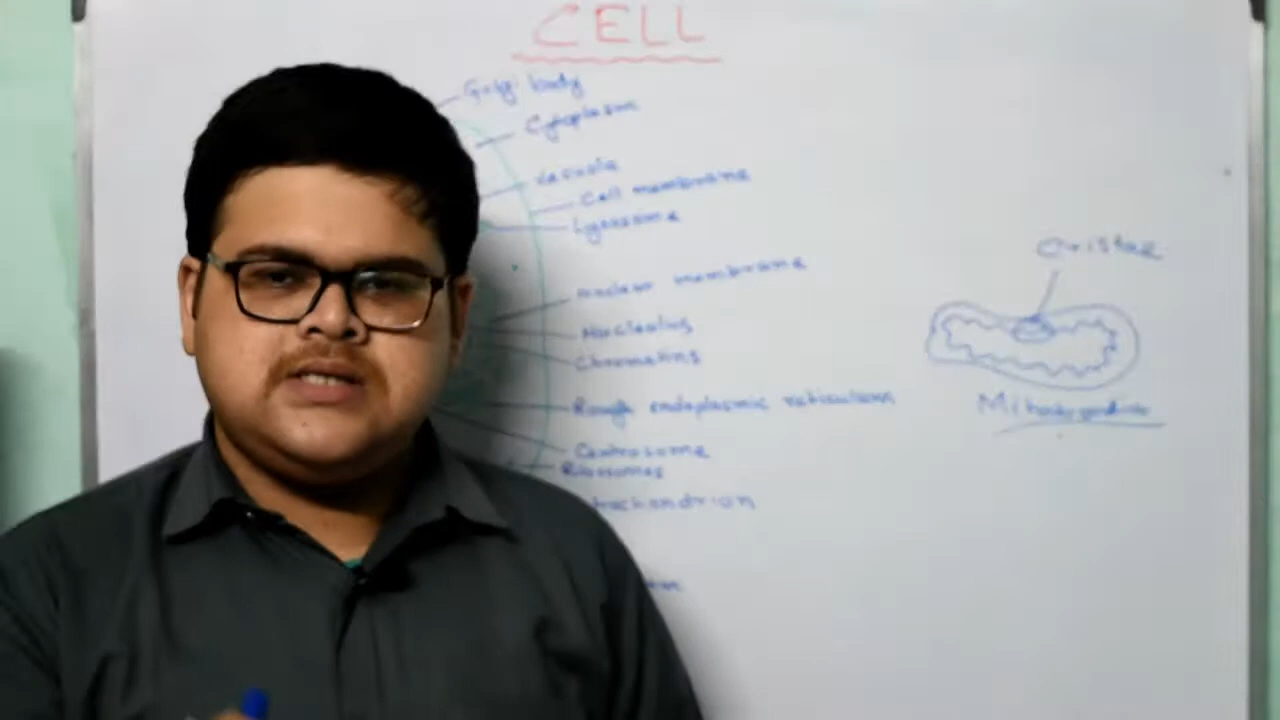 CELL
Golgi body
Cytoplasm
Vacuole
Cell membrane
Lysosome
Nuclear membrane
Nucleolus
Chromatins
Rough endoplasmic reticulum
Centrosome
Ribosomes
tochondrion
Cristae
Mitochondria